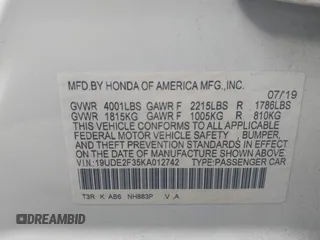 MFD.BY HONDA OF AMERICA MFG.,INC.
07/19
GVWR 4001LBS GAWR F 2215LBS R 1786LBS
GVWR 1815KG GAWR F 1005KG R 810KG
THIS VEHICLE CONFORMS TO ALL APPLICABLE
FEDERAL MOTOR VEHICLE SAFETY, BUMPER,
AND THEFT PREVENTION STANDARDS IN EFFECT
ON THE DATE OF MANUFACTURE SHOWN ABOVE.
V.I.N:19UDE2F35KA012742 TYPE:PASSENGER CAR
T3R K AB6 NH883P V ,A
AUTOBIDMASTER